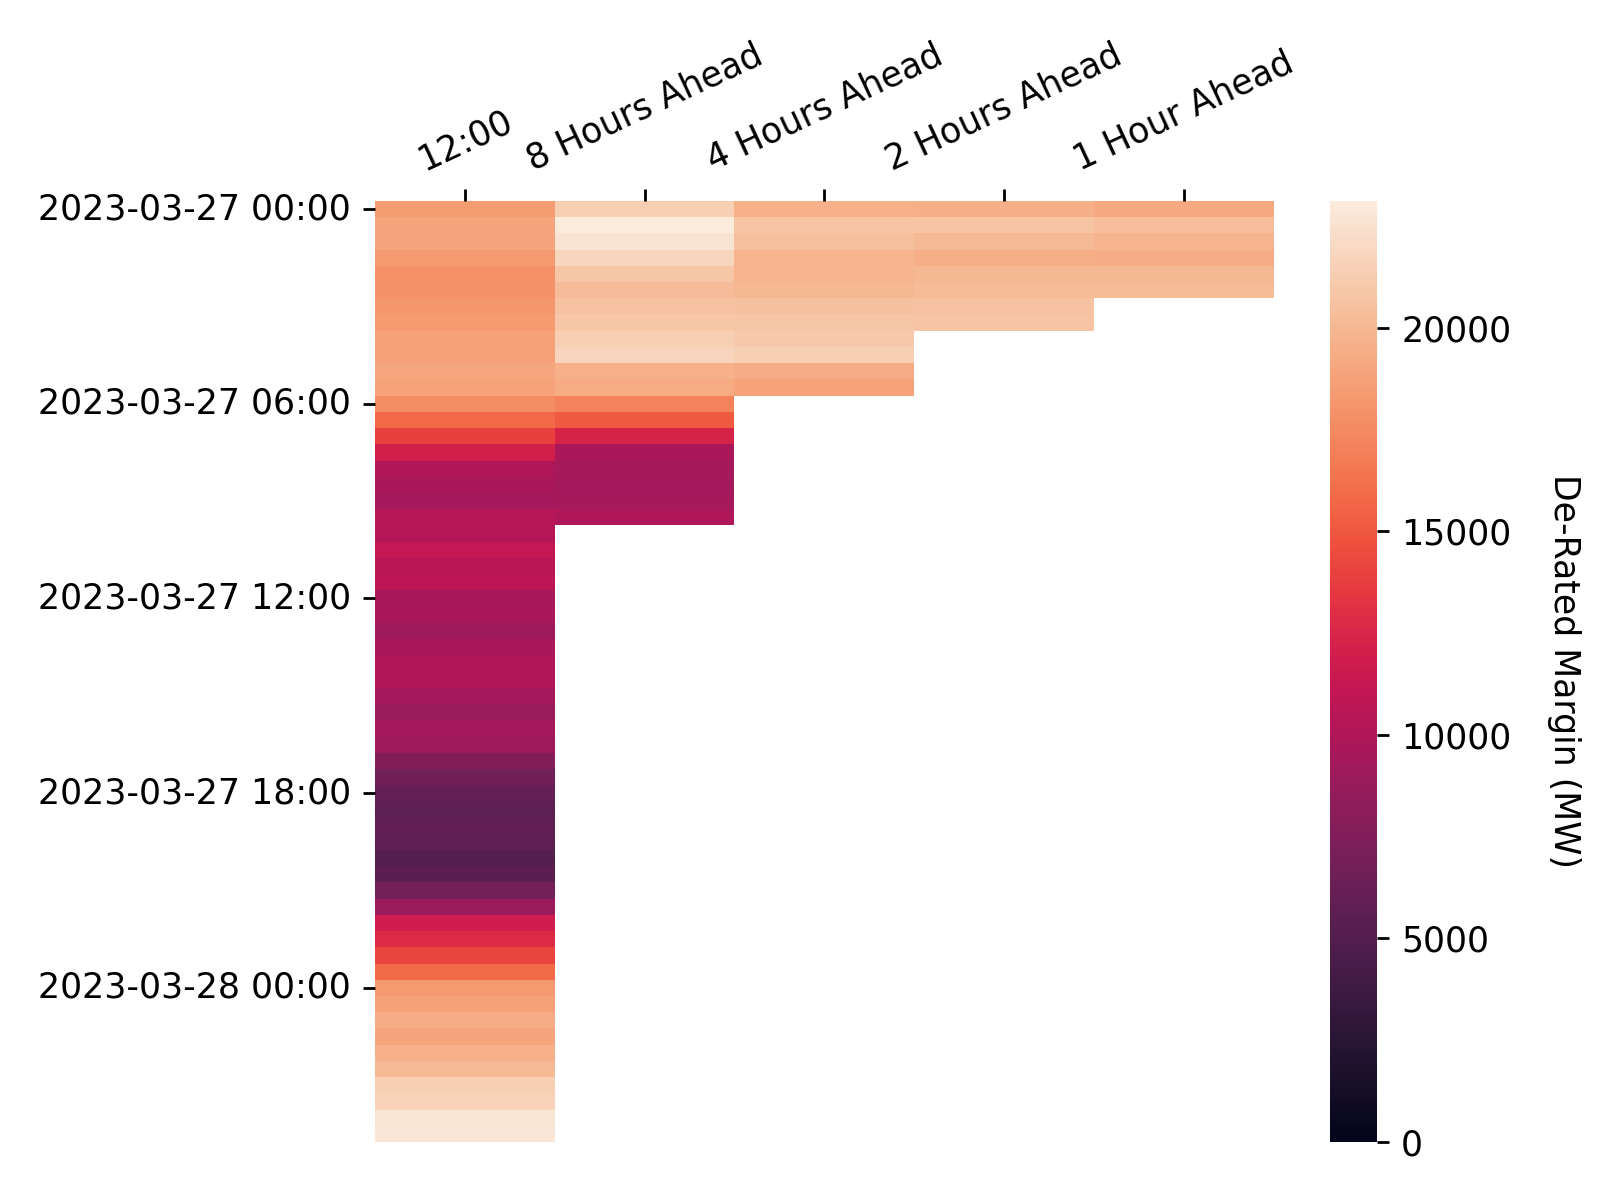 12:00
8 Hours Ahead
4 Hours Ahead
2 Hours Ahead
1 Hour Ahead
2023-03-27 00:00
2023-03-27 06:00
2023-03-27 12:00
2023-03-27 18:00
2023-03-28 00:00
20000
15000
10000
5000
0
De-Rated Margin (MW)